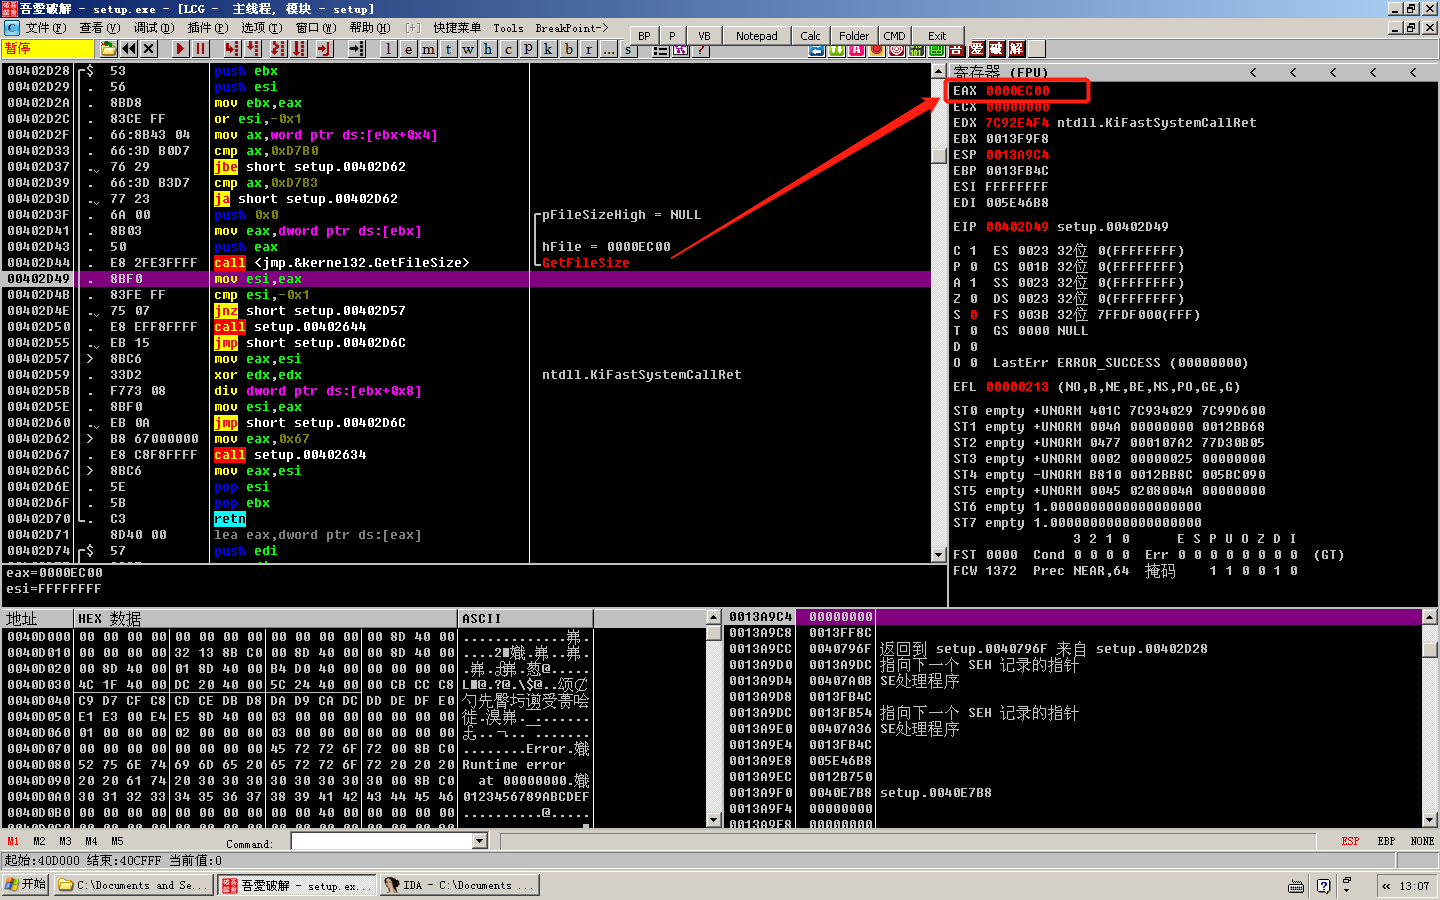 吾爱破解 - setup.exe - [LCG - 主线程, 模块 - setup]
文件(F) 查看(V) 调试(D) 插件(P) 选项(T) 窗口(W) 帮助(H) [+] 快捷菜单 Tools BreakPoint->
BP P VB Notepad Calc Folder CMD Exit
暂停
l e m t w h c p k b r ... s
00402D28 $ 53 push ebx
00402D29 . 56 push esi
00402D2A . 8BD8 mov ebx,eax
00402D2C . 83CE FF or esi,-0x1
00402D2F . 66:8B43 04 mov ax,word ptr ds:[ebx+0x4]
00402D33 . 66:3D B0D7 cmp ax,0xD7B0
00402D37 . 76 29 jbe short setup.00402D62
00402D39 . 66:3D B3D7 cmp ax,0xD7B3
00402D3D . 77 23 ja short setup.00402D62
00402D3F . 6A 00 push 0x0 pFileSizeHigh = NULL
00402D41 . 8B03 mov eax,dword ptr ds:[ebx]
00402D43 . 50 push eax hFile = 0000EC00
00402D44 . E8 2FE3FFFF call <jmp.&kernel32.GetFileSize> GetFileSize
00402D49 . 8BF0 mov esi,eax
00402D4B . 83FE FF cmp esi,-0x1
00402D4E . 75 07 jnz short setup.00402D57
00402D50 . E8 EFF8FFFF call setup.00402644
00402D55 . EB 15 jmp short setup.00402D6C
00402D57 > 8BC6 mov eax,esi
00402D59 . 33D2 xor edx,edx ntdll.KiFastSystemCallRet
00402D5B . F773 08 div dword ptr ds:[ebx+0x8]
00402D5E . 8BF0 mov esi,eax
00402D60 . EB 0A jmp short setup.00402D6C
00402D62 > B8 67000000 mov eax,0x67
00402D67 . E8 C8F8FFFF call setup.00402634
00402D6C > 8BC6 mov eax,esi
00402D6E . 5E pop esi
00402D6F . 5B pop ebx
00402D70 . C3 retn
00402D71 8D40 00 lea eax,dword ptr ds:[eax]
00402D74 $ 57 push edi
eax=0000EC00
esi=FFFFFFFF
寄存器 (FPU) < < < < <
EAX 0000EC00
ECX 00000000
EDX 7C92E4F4 ntdll.KiFastSystemCallRet
EBX 0013F9F8
ESP 0013A9C4
EBP 0013FB4C
ESI FFFFFFFF
EDI 005E46B8
EIP 00402D49 setup.00402D49
C 1 ES 0023 32位 0(FFFFFFFF)
P 0 CS 001B 32位 0(FFFFFFFF)
A 1 SS 0023 32位 0(FFFFFFFF)
Z 0 DS 0023 32位 0(FFFFFFFF)
S 0 FS 003B 32位 7FFDF000(FFF)
T 0 GS 0000 NULL
D 0
O 0 LastErr ERROR_SUCCESS (00000000)
EFL 00000213 (NO,B,NE,BE,NS,PO,GE,G)
ST0 empty +UNORM 401C 7C934029 7C99D600
ST1 empty +UNORM 004A 00000000 0012BB68
ST2 empty +UNORM 0477 000107A2 77D30B05
ST3 empty +UNORM 0002 00000025 00000000
ST4 empty -UNORM B810 0012BB8C 005BC090
ST5 empty +UNORM 0045 0208004A 00000000
ST6 empty 1.0000000000000000000
ST7 empty 1.0000000000000000000
3 2 1 0 E S P U O Z D I
FST 0000 Cond 0 0 0 0 Err 0 0 0 0 0 0 0 0 (GT)
FCW 1372 Prec NEAR,64 掩码 1 1 0 0 1 0
地址 HEX 数据 ASCII
0040D000 00 00 00 00 00 00 00 00 00 00 00 00 00 8D 40 00
0040D010 00 00 00 00 32 13 8B C0 00 8D 40 00 00 8D 40 00
0040D020 00 8D 40 00 01 8D 40 00 B4 D0 40 00 00 00 00 00
0040D030 4C 1F 40 00 DC 20 40 00 5C 24 40 00 00 CB CC C8
0040D040 C9 D7 CF C8 CD CE DB D8 DA D9 CA DC DD DE DF E0
0040D050 E1 E3 00 E4 E5 8D 40 00 03 00 00 00 00 00 00 00
0040D060 01 00 00 00 02 00 00 00 03 00 00 00 00 00 00 00
0040D070 00 00 00 00 00 00 00 00 45 72 72 6F 72 00 8B C0 ........Error.
0040D080 52 75 6E 74 69 6D 65 20 65 72 72 6F 72 20 20 20 Runtime error
0040D090 20 20 61 74 20 30 30 30 30 30 30 30 30 00 8B C0 at 00000000.
0040D0A0 30 31 32 33 34 35 36 37 38 39 41 42 43 44 45 46 0123456789ABCDEF
0040D0B0 00 00 00 00 00 00 00 00 00 00 40 00 00 00 00 00 ..........@.....
0013A9C4 00000000
0013A9C8 0013FF8C
0013A9CC 0040796F 返回到 setup.0040796F 来自 setup.00402D28
0013A9D0 0013A9DC 指向下一个 SEH 记录的指针
0013A9D4 00407A0B SE处理程序
0013A9D8 0013FB4C
0013A9DC 0013FB54 指向下一个 SEH 记录的指针
0013A9E0 00407A36 SE处理程序
0013A9E4 0013FB4C
0013A9E8 005E46B8
0013A9EC 0012B750
0013A9F0 0040E7B8 setup.0040E7B8
0013A9F4 00000000
0013A9F8 00000000
M1 M2 M3 M4 M5 Command: ESP EBP NONE
起始:40D000 结束:40CFFF 当前值:0
开始 C:\Documents and Se... 吾爱破解 - setup.ex... IDA - C:\Documents ... « 13:07